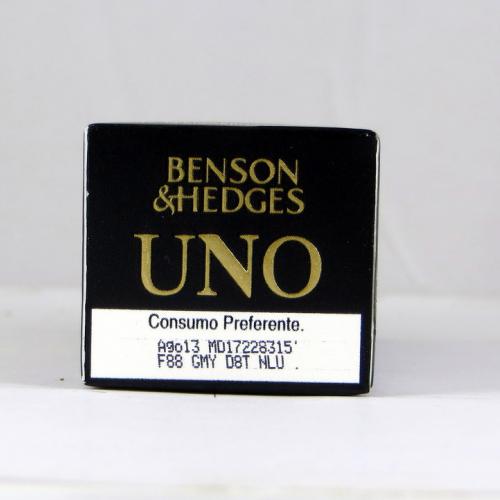 BENSON
&HEDGES
UNO
Consumo Preferente.
Ago13 MD17228315'
F88 GMY D8T NLU .